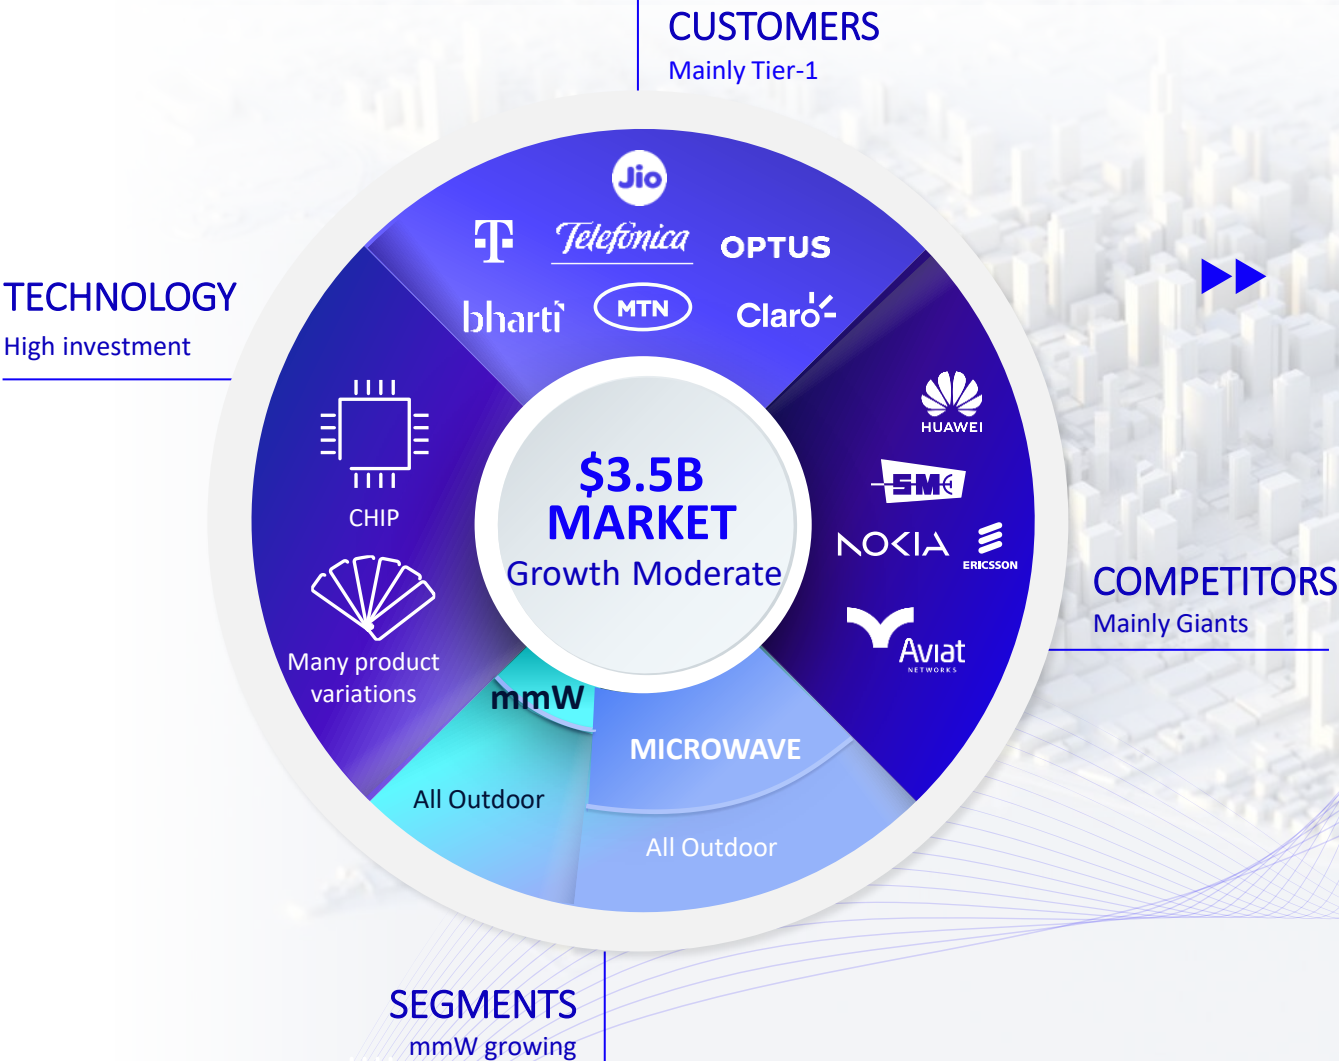 CUSTOMERS
Mainly Tier-1
Jio
T
Telefónica
OPTUS
bharti
MTN
Claro
TECHNOLOGY
High investment
CHIP
Many product
variations
$3.5B
MARKET
Growth Moderate
HUAWEI
SM
NOKIA
ERICSSON
AVIAT
NETWORKS
COMPETITORS
Mainly Giants
mmW
All Outdoor
MICROWAVE
All Outdoor
SEGMENTS
mmW growing